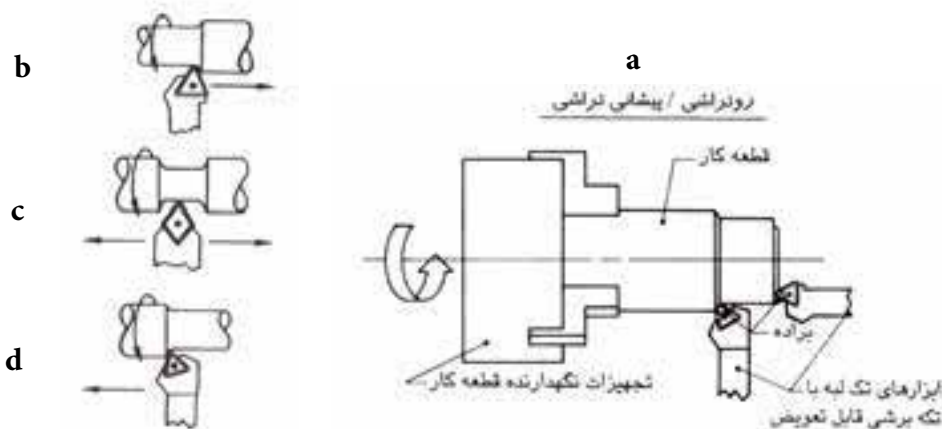 a
روتراشی / پیشانی تراشی
قطعه کار
براده
تجهیزات نگهدارنده قطعه کار
ابزارهای تک لبه با
تکه برشی قابل تعویض
b
c
d